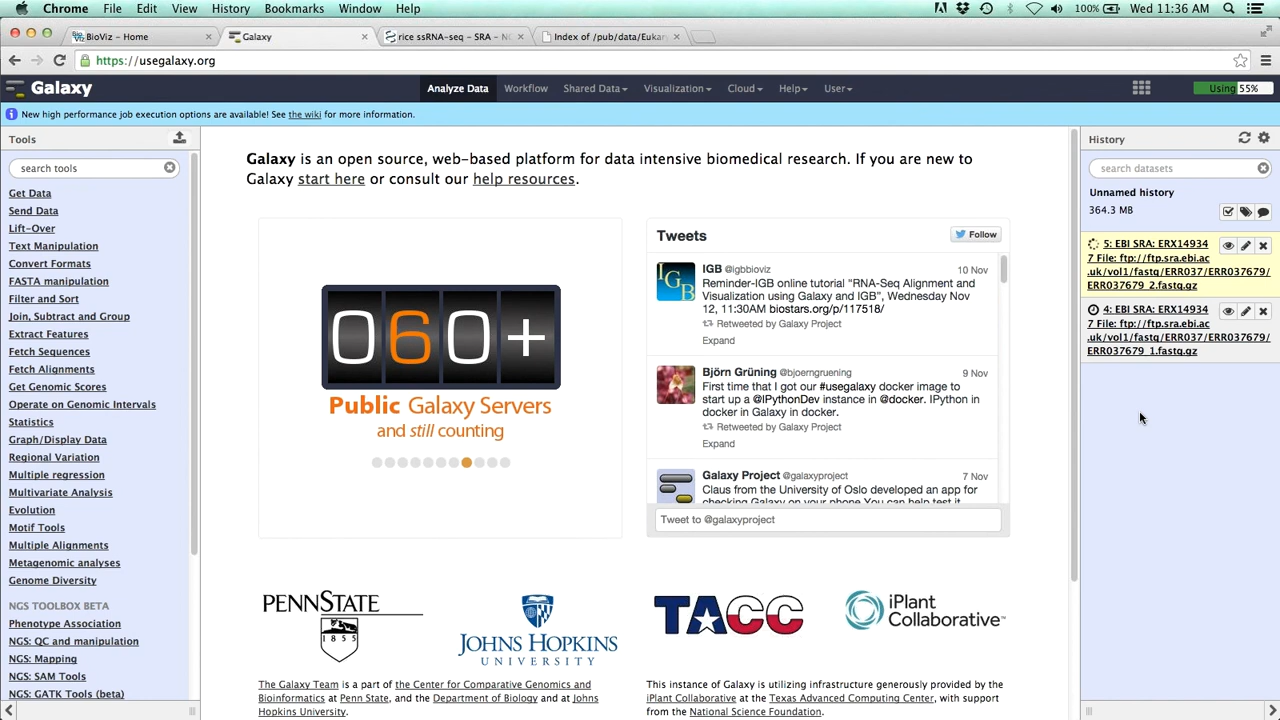 Chrome File Edit View History Bookmarks Window Help 100% Wed 11:36 AM
BioViz - Home
Galaxy
rice ssRNA-seq - SRA - NC
Index of /pub/data/Eukar
https://usegalaxy.org
Galaxy Analyze Data Workflow Shared Data Visualization Cloud Help User Using 55%
New high performance job execution options are available! See the wiki for more information.
Tools
search tools
Get Data
Send Data
Lift-Over
Text Manipulation
Convert Formats
FASTA manipulation
Filter and Sort
Join, Subtract and Group
Extract Features
Fetch Sequences
Fetch Alignments
Get Genomic Scores
Operate on Genomic Intervals
Statistics
Graph/Display Data
Regional Variation
Multiple regression
Multivariate Analysis
Evolution
Motif Tools
Multiple Alignments
Metagenomic analyses
Genome Diversity
NGS TOOLBOX BETA
Phenotype Association
NGS: QC and manipulation
NGS: Mapping
NGS: SAM Tools
NGS: GATK Tools (beta)
Galaxy is an open source, web-based platform for data intensive biomedical research. If you are new to
Galaxy start here or consult our help resources.
060+
Public Galaxy Servers
and still counting
Tweets
Follow
IGB @igbbioviz 10 Nov
Reminder-IGB online tutorial "RNA-Seq Alignment and
Visualization using Galaxy and IGB", Wednesday Nov
12, 11:30AM biostars.org/p/117518/
Retweeted by Galaxy Project
Expand
Björn Grüning @bjoerngruening 9 Nov
First time that I got our #usegalaxy docker image to
start up a @IPythonDev instance in @docker. IPython in
docker in Galaxy in docker.
Retweeted by Galaxy Project
Expand
Galaxy Project @galaxyproject 7 Nov
Claus from the University of Oslo developed an app for
checking Galaxy on your phone You can help test it
Tweet to @galaxyproject
PENNSTATE
1855
JOHNS HOPKINS
UNIVERSITY
TACC
iPlant
Collaborative™
The Galaxy Team is a part of the Center for Comparative Genomics and
Bioinformatics at Penn State, and the Department of Biology and at Johns
Hopkins University.
This instance of Galaxy is utilizing infrastructure generously provided by the
iPlant Collaborative at the Texas Advanced Computing Center, with support
from the National Science Foundation.
History
search datasets
Unnamed history
364.3 MB
5: EBI SRA: ERX14934
7 File: ftp://ftp.sra.ebi.ac
.uk/vol1/fastq/ERR037/ERR037679/
ERR037679_2.fastq.gz
4: EBI SRA: ERX14934
7 File: ftp://ftp.sra.ebi.ac
.uk/vol1/fastq/ERR037/ERR037679/
ERR037679_1.fastq.gz